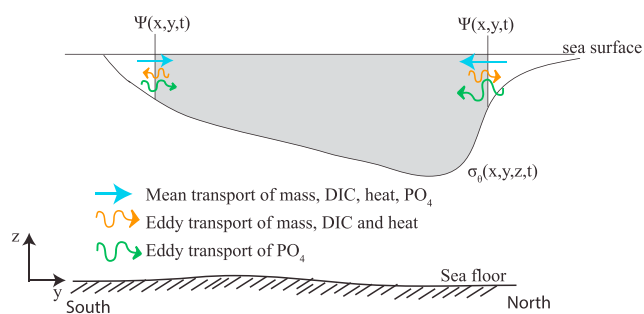 Ψ(x,y,t) Ψ(x,y,t)
sea surface
σ_θ(x,y,z,t)
Mean transport of mass, DIC, heat, PO₄
Eddy transport of mass, DIC and heat
Eddy transport of PO₄
z
y
Sea floor
South North